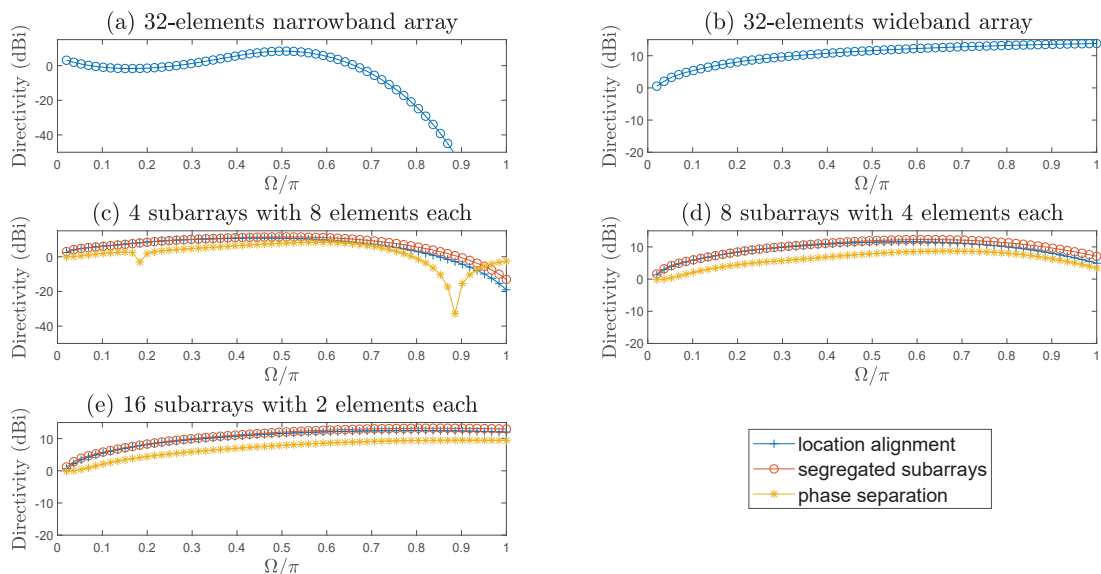 (a) 32-elements narrowband array
Directivity (dBi)
0
-20
-40
0 0.1 0.2 0.3 0.4 0.5 0.6 0.7 0.8 0.9 1
Ω/π
(b) 32-elements wideband array
Directivity (dBi)
10
0
10
-20
0 0.1 0.2 0.3 0.4 0.5 0.6 0.7 0.8 0.9 1
Ω/π
(c) 4 subarrays with 8 elements each
Directivity (dBi)
0
-20
-40
0 0.1 0.2 0.3 0.4 0.5 0.6 0.7 0.8 0.9 1
Ω/π
(d) 8 subarrays with 4 elements each
Directivity (dBi)
10
0
10
-20
0 0.1 0.2 0.3 0.4 0.5 0.6 0.7 0.8 0.9 1
Ω/π
(e) 16 subarrays with 2 elements each
Directivity (dBi)
10
0
10
-20
0 0.1 0.2 0.3 0.4 0.5 0.6 0.7 0.8 0.9 1
Ω/π
location alignment
segregated subarrays
phase separation